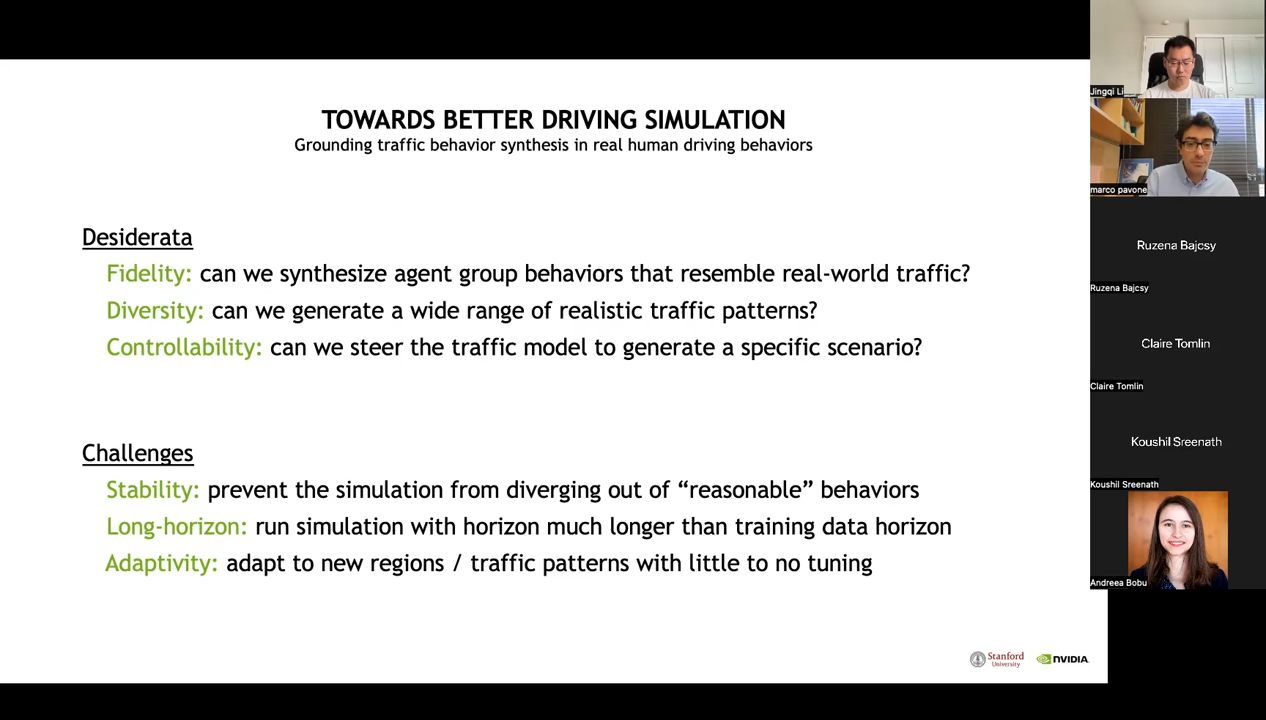 TOWARDS BETTER DRIVING SIMULATION
Grounding traffic behavior synthesis in real human driving behaviors
Desiderata
Fidelity: can we synthesize agent group behaviors that resemble real-world traffic?
Diversity: can we generate a wide range of realistic traffic patterns?
Controllability: can we steer the traffic model to generate a specific scenario?
Challenges
Stability: prevent the simulation from diverging out of “reasonable” behaviors
Long-horizon: run simulation with horizon much longer than training data horizon
Adaptivity: adapt to new regions / traffic patterns with little to no tuning
Stanford
University
NVIDIA.
Jingqi Li
marco pavone
Ruzena Bajcsy
Ruzena Bajcsy
Claire Tomlin
Claire Tomlin
Koushil Sreenath
Koushil Sreenath
Andreea Bobu